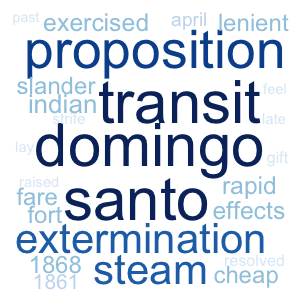 past exercised april lenient
proposition
slander transit feel
indian
strife late
domingo
lay gift
santo
raised rapid
fare
fort effects
extermination
1868 steam resolved
1861 cheap